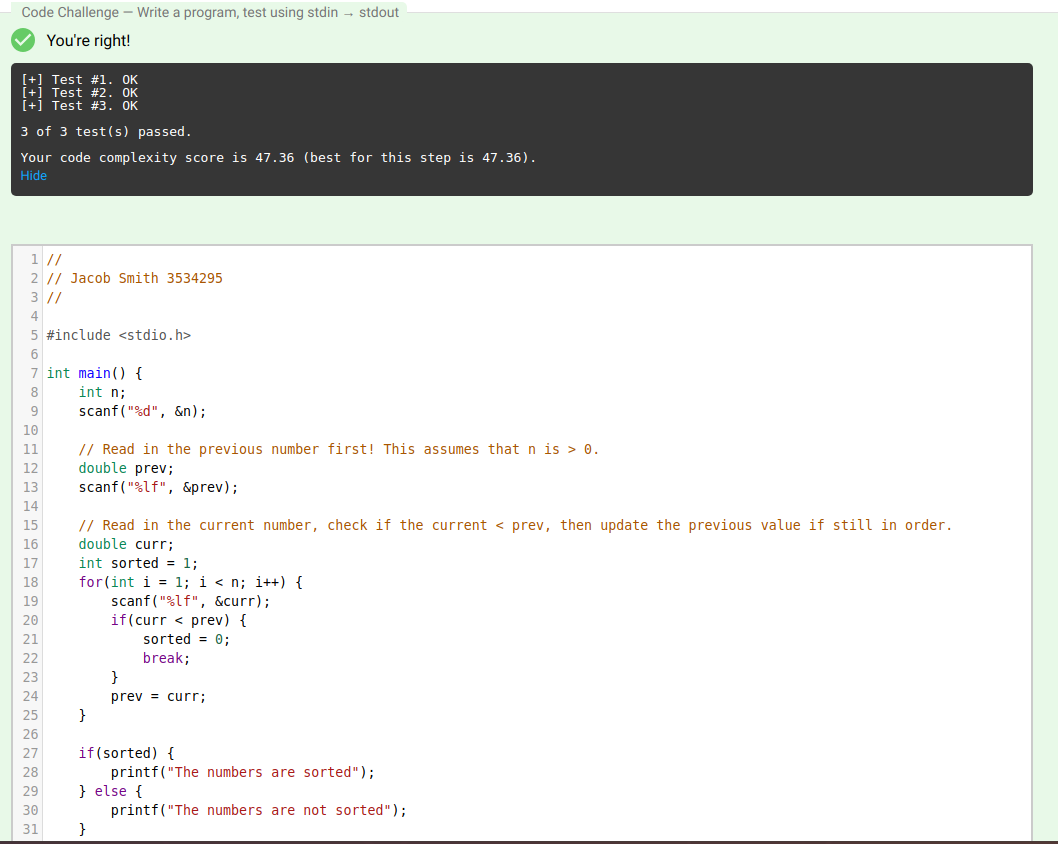 Code Challenge — Write a program, test using stdin → stdout
You're right!
[+] Test #1. OK
[+] Test #2. OK
[+] Test #3. OK
3 of 3 test(s) passed.
Your code complexity score is 47.36 (best for this step is 47.36).
Hide
1 //
2 // Jacob Smith 3534295
3 //
4
5 #include <stdio.h>
6
7 int main() {
8     int n;
9     scanf("%d", &n);
10
11     // Read in the previous number first! This assumes that n is > 0.
12     double prev;
13     scanf("%lf", &prev);
14
15     // Read in the current number, check if the current < prev, then update the previous value if still in order.
16     double curr;
17     int sorted = 1;
18     for(int i = 1; i < n; i++) {
19         scanf("%lf", &curr);
20         if(curr < prev) {
21             sorted = 0;
22             break;
23         }
24         prev = curr;
25     }
26
27     if(sorted) {
28         printf("The numbers are sorted");
29     } else {
30         printf("The numbers are not sorted");
31     }